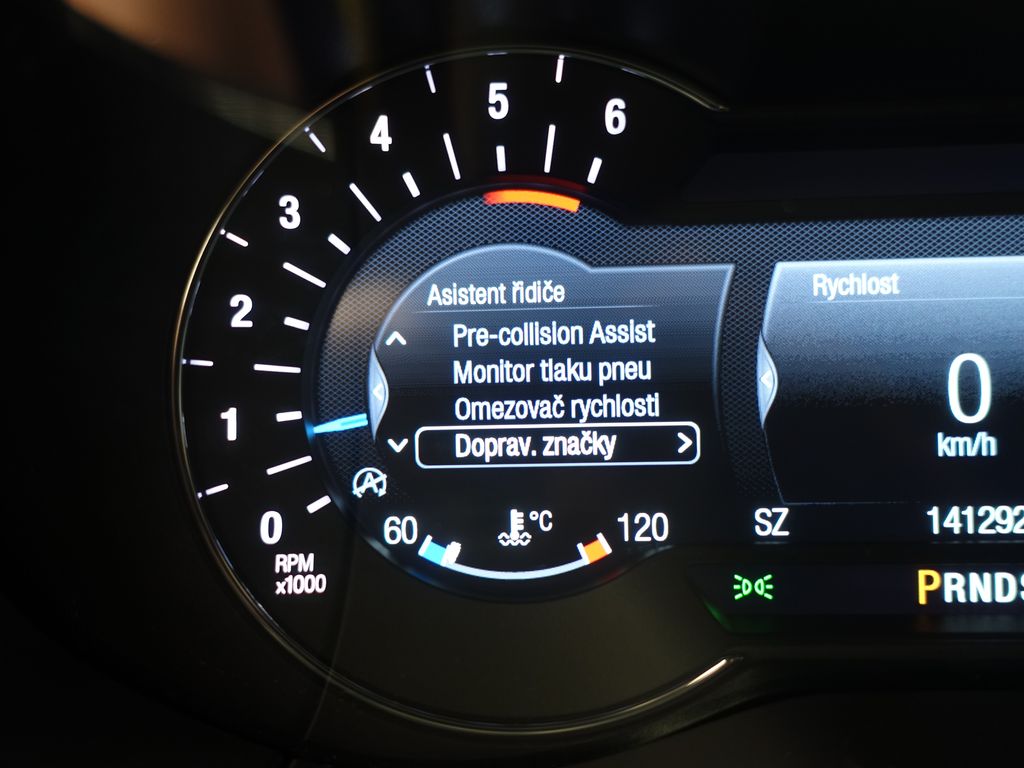 6
5
4
3
2
1
0
RPM
x1000
Asistent řidiče
Pre-collision Assist
Monitor tlaku pneu
Omezovač rychlosti
Doprav. značky
A
60
°C
120
Rychlost
0
km/h
SZ
141292
PRNDS